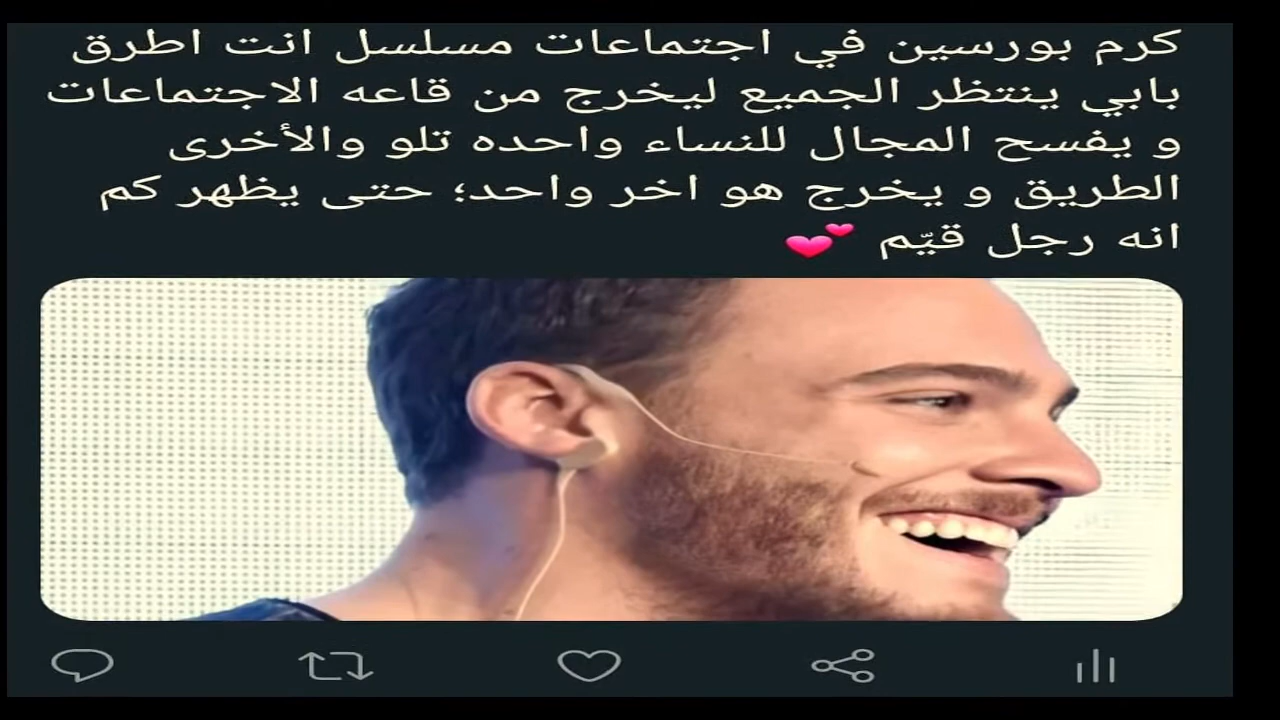 كرم بورسين في اجتماعات مسلسل انت اطرق
بابي ينتظر الجميع ليخرج من قاعه الاجتماعات
و يفسح المجال للنساء واحده تلو والأخرى
الطريق و يخرج هو اخر واحد؛ حتى يظهر كم
انه رجل قيّم 💕